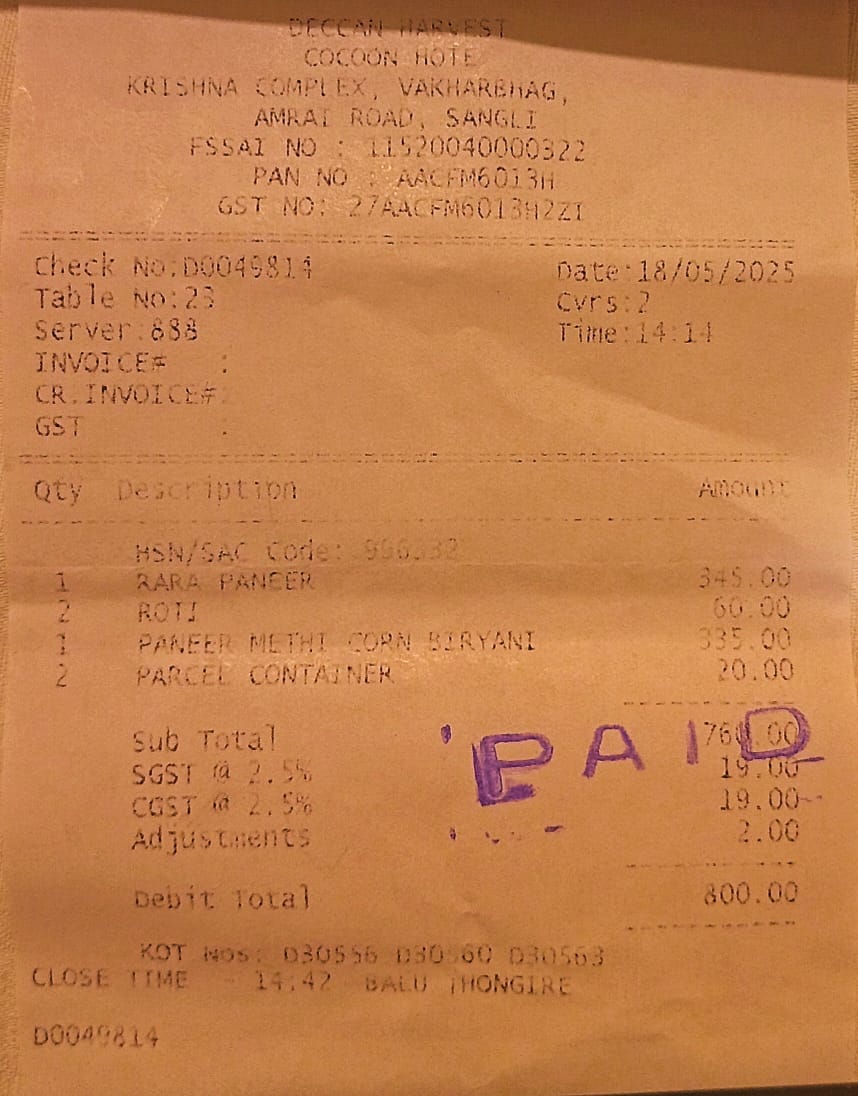 DECCAN HARVEST
COCOON HOTE
KRISHNA COMPLEX, VAKHARBHAG,
AMRAI ROAD, SANGLI
FSSAI NO : 11520040000322
PAN NO : AACFM6013H
GST NO: 27AACFM6013H2ZI
Check No:D0049814 Date:18/05/2025
Table No:23 Cvrs:2
Server:888 Time:14:14
INVOICE# :
CR.INVOICE#:
GST :
Qty Description Amount
HSN/SAC Code: 996332
1 RARA PANEER 345.00
2 ROTI 60.00
1 PANEER METHI CORN BIRYANI 335.00
2 PARCEL CONTAINER 20.00
Sub Total 760.00
PAID
SGST @ 2.5% 19.00
CGST @ 2.5% 19.00
Adjustments 2.00
Debit Total 800.00
KOT Nos: D30556 D30560 D30563
CLOSE TIME - 14:42 BALU THONGIRE
D0049814